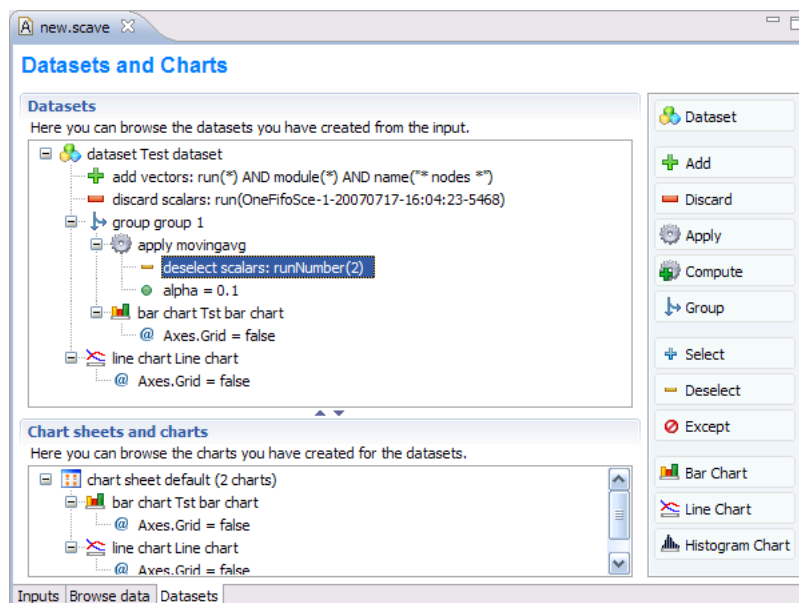 new.scave
Datasets and Charts
Datasets
Here you can browse the datasets you have created from the input.
dataset Test dataset
add vectors: run(*) AND module(*) AND name("* nodes *")
discard scalars: run(OneFifoSce-1-20070717-16:04:23-5468)
group group 1
apply movingavg
deselect scalars: runNumber(2)
alpha = 0.1
bar chart Tst bar chart
@ Axes.Grid = false
line chart Line chart
@ Axes.Grid = false
Chart sheets and charts
Here you can browse the charts you have created for the datasets.
chart sheet default (2 charts)
bar chart Tst bar chart
@ Axes.Grid = false
line chart Line chart
@ Axes.Grid = false
Dataset
Add
Discard
Apply
Compute
Group
Select
Deselect
Except
Bar Chart
Line Chart
Histogram Chart
Inputs Browse data Datasets